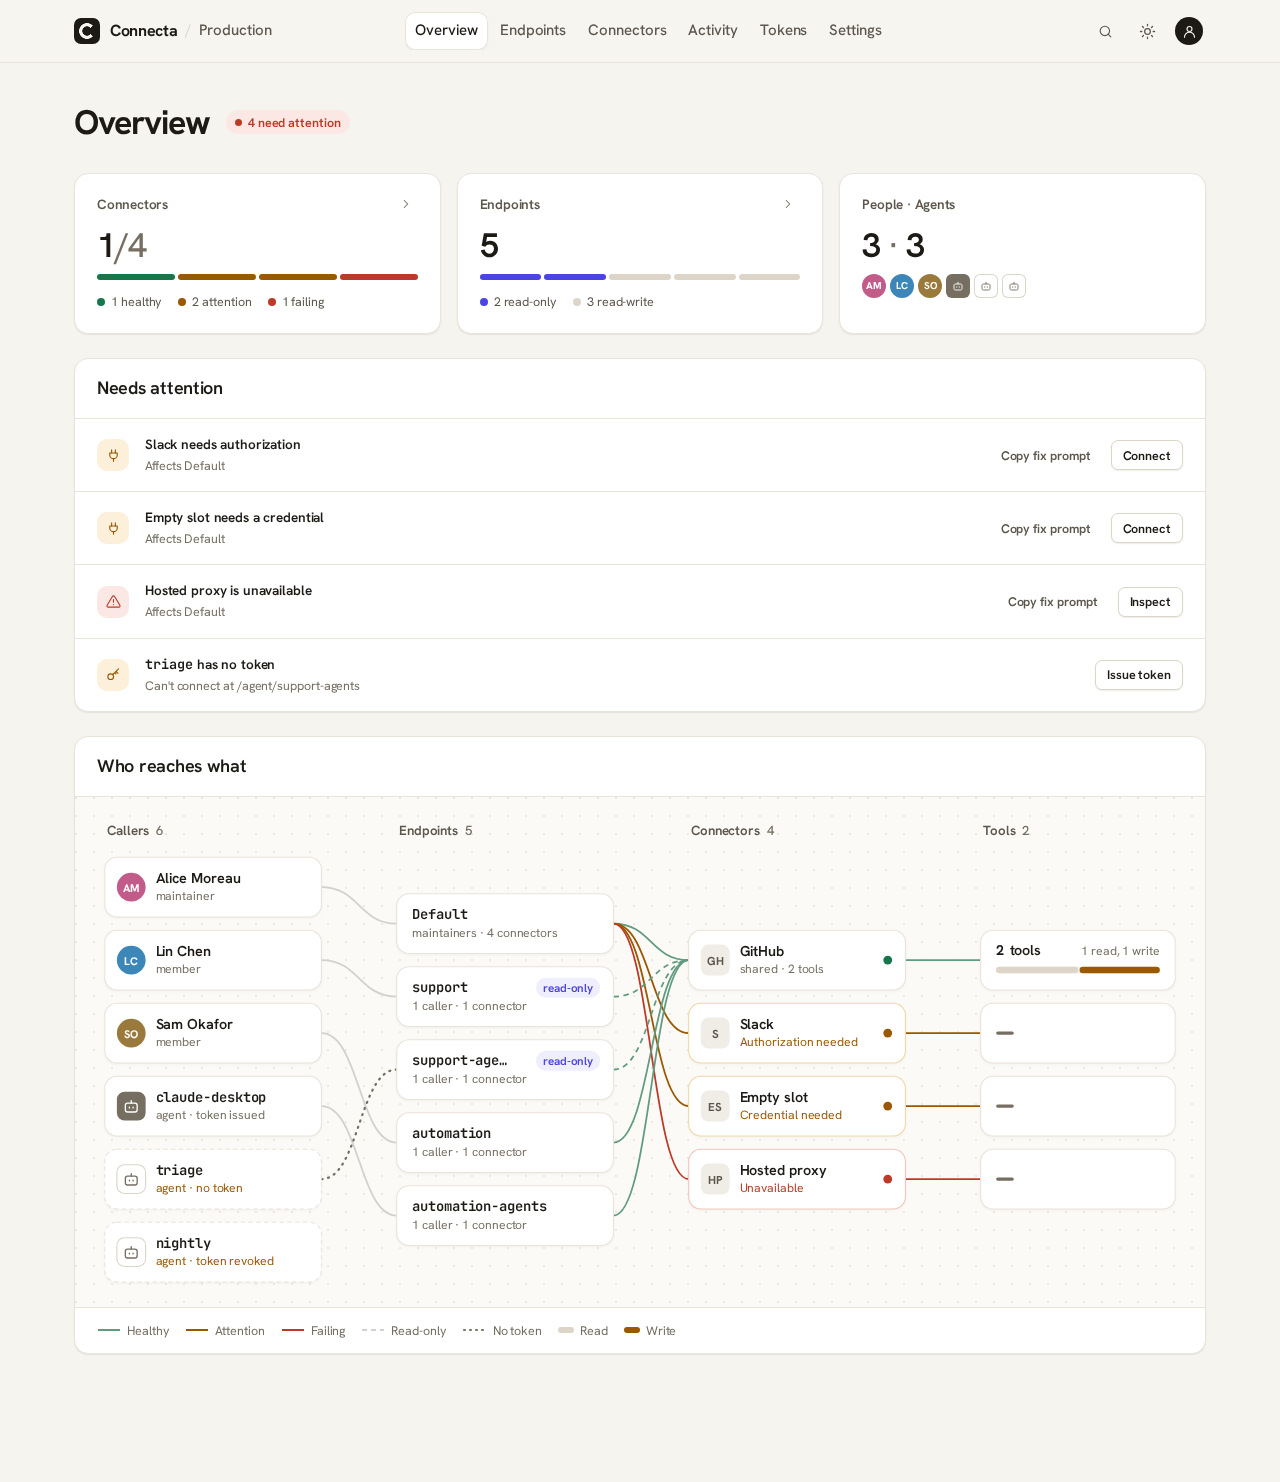 Connecta / Production
Overview
Endpoints
Connectors
Activity
Tokens
Settings
Overview
4 need attention
Connectors
1/4
1 healthy
2 attention
1 failing
Endpoints
5
2 read-only
3 read-write
People · Agents
3 · 3
AM
LC
SO
Needs attention
Slack needs authorization
Affects Default
Copy fix prompt
Connect
Empty slot needs a credential
Affects Default
Copy fix prompt
Connect
Hosted proxy is unavailable
Affects Default
Copy fix prompt
Inspect
triage has no token
Can't connect at /agent/support-agents
Issue token
Who reaches what
Callers 6
AM
Alice Moreau
maintainer
LC
Lin Chen
member
SO
Sam Okafor
member
claude-desktop
agent · token issued
triage
agent · no token
nightly
agent · token revoked
Endpoints 5
Default
maintainers · 4 connectors
support
read-only
1 caller · 1 connector
support-age…
read-only
1 caller · 1 connector
automation
1 caller · 1 connector
automation-agents
1 caller · 1 connector
Connectors 4
GH
GitHub
shared · 2 tools
S
Slack
Authorization needed
ES
Empty slot
Credential needed
HP
Hosted proxy
Unavailable
Tools 2
2 tools
1 read, 1 write
—
—
—
Healthy
Attention
Failing
Read-only
No token
Read
Write